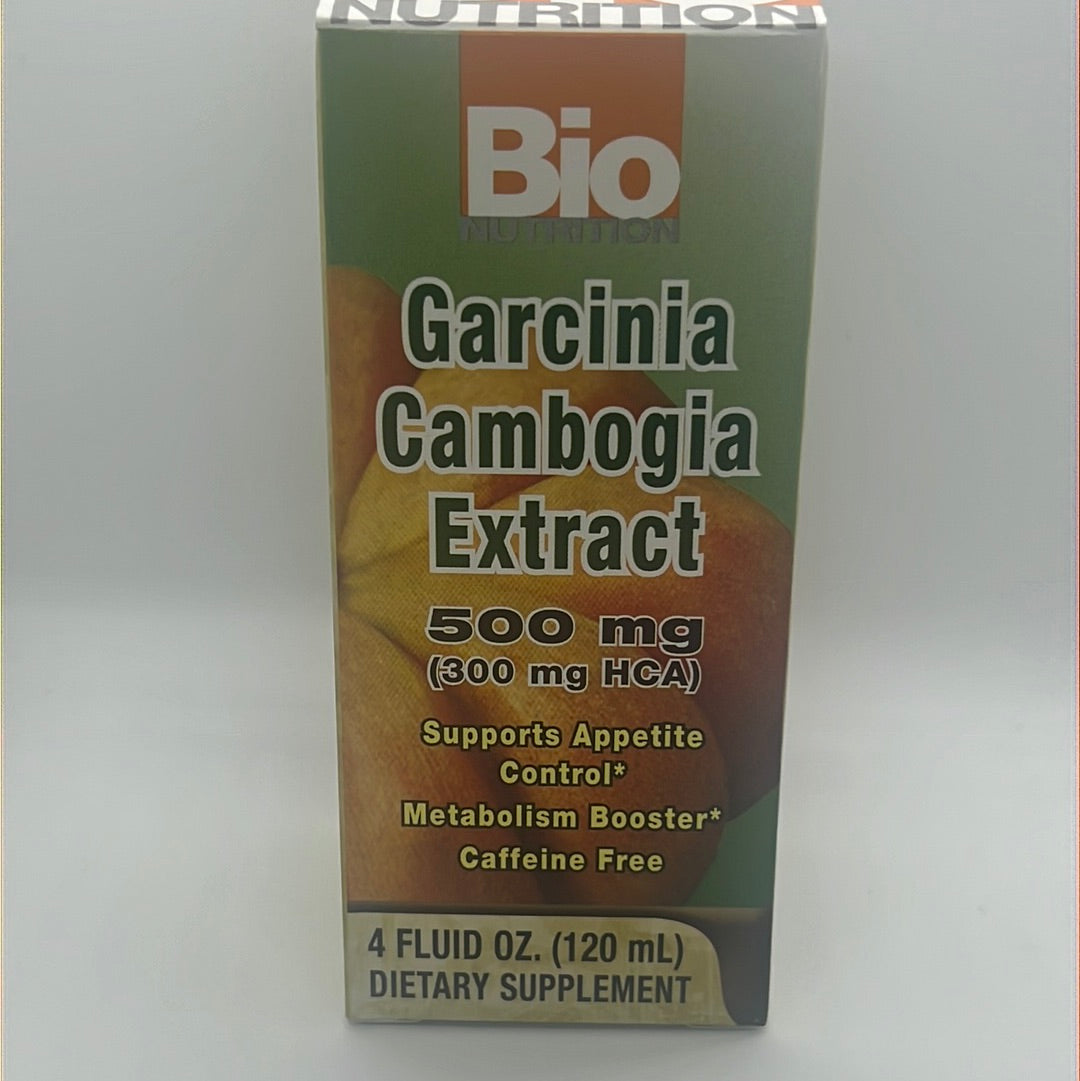 NUTRITION
Bio
NUTRITION
Garcinia
Cambogia
Extract
500 mg
(300 mg HCA)
Supports Appetite
Control*
Metabolism Booster*
Caffeine Free
4 FLUID OZ. (120 mL)
DIETARY SUPPLEMENT